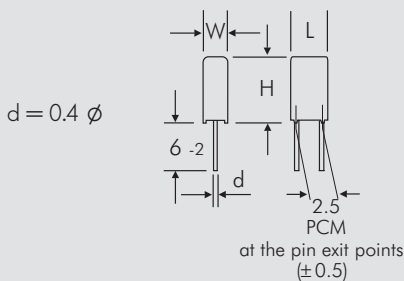 W
L
H
d = 0.4 ϕ
6 -2
d
2.5
PCM
at the pin exit points
(±0.5)